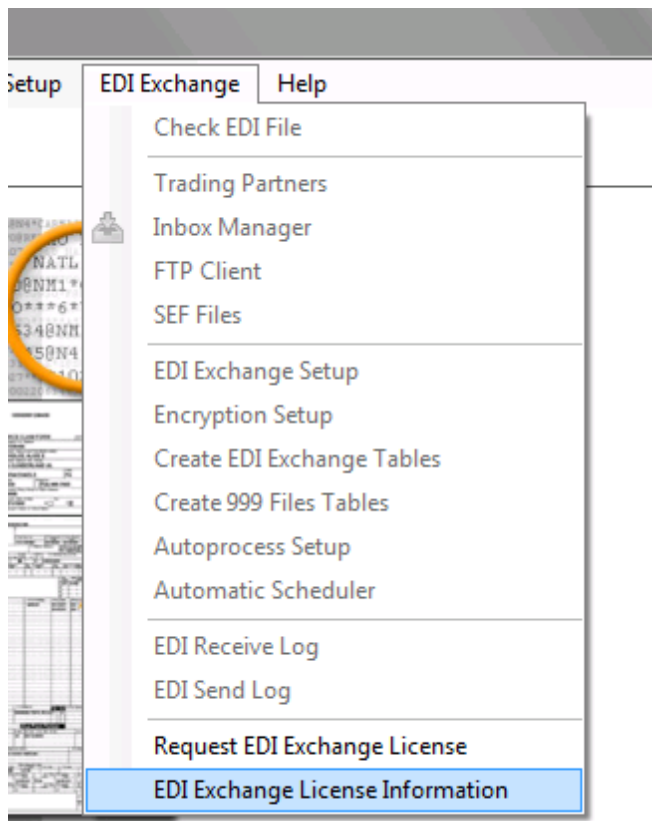 Setup EDI Exchange Help
Check EDI File
Trading Partners
Inbox Manager
FTP Client
SEF Files
EDI Exchange Setup
Encryption Setup
Create EDI Exchange Tables
Create 999 Files Tables
Autoprocess Setup
Automatic Scheduler
EDI Receive Log
EDI Send Log
Request EDI Exchange License
EDI Exchange License Information
NATL